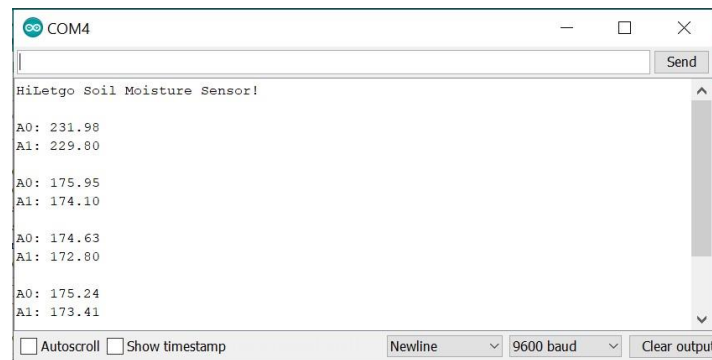 COM4
Send
HiLetgo Soil Moisture Sensor!
A0: 231.98
A1: 229.80
A0: 175.95
A1: 174.10
A0: 174.63
A1: 172.80
A0: 175.24
A1: 173.41
Autoscroll Show timestamp Newline 9600 baud Clear output